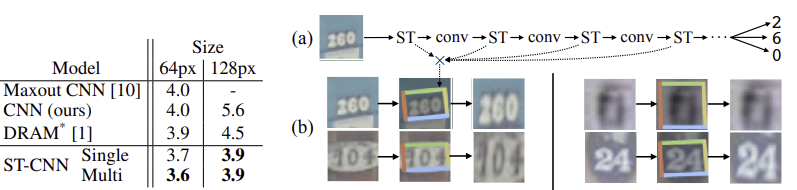 Size
Model 64px 128px
Maxout CNN [10] 4.0 -
CNN (ours) 4.0 5.6
DRAM* [1] 3.9 4.5
ST-CNN Single 3.7 3.9
Multi 3.6 3.9
(a) 260 ST conv ST conv ST conv ST ... 2
6
0
×
(b)
260 260 260
104 104 104
24 24 24